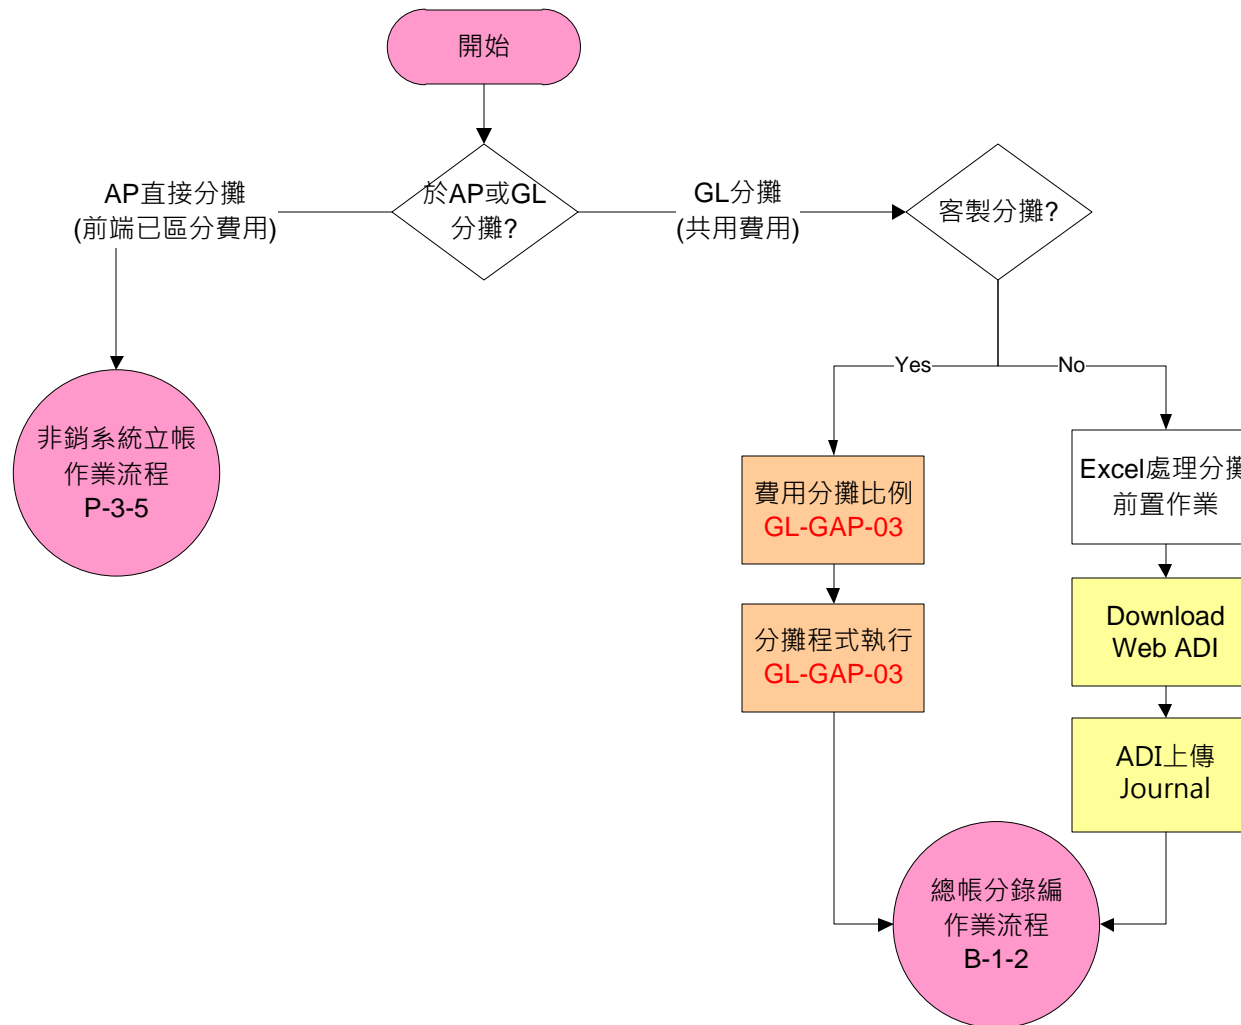 開始
於AP或GL
分攤?
AP直接分攤
(前端已區分費用)
GL分攤
(共用費用)
客製分攤?
Yes
No
非銷系統立帳
作業流程
P-3-5
費用分攤比例
GL-GAP-03
分攤程式執行
GL-GAP-03
Excel處理分攤
前置作業
Download
Web ADI
ADI上傳
Journal
總帳分錄編
作業流程
B-1-2